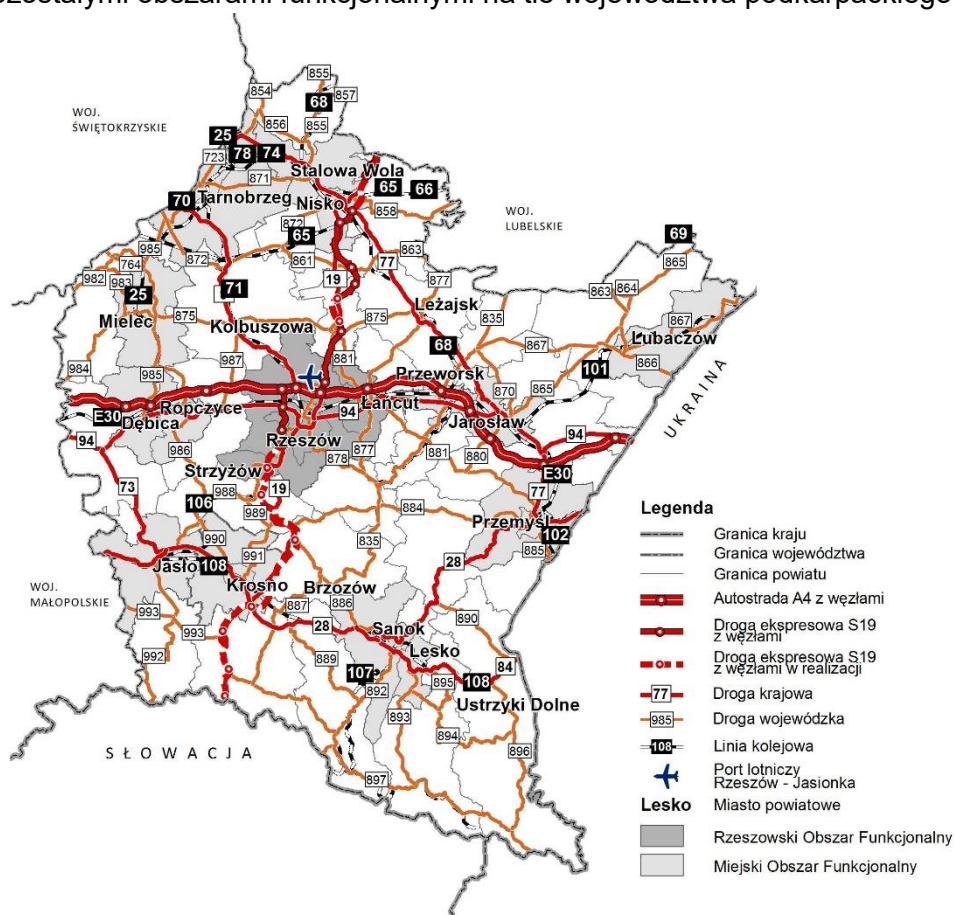 zostałymi obszarami funkcjonalnymi na tle województwa podkarpackiego
855
854
68
857
WOJ.
ŚWIĘTOKRZYSKIE
856
855
25
78
74
723
871
Stalowa Wola
65
66
70
Tarnobrzeg
Nisko
858
WOJ.
LUBELSKIE
872
65
69
985
872
861
863
865
764
77
982
983
19
877
863
864
25
71
Leżajsk
Mielec
875
Kolbuszowa
875
835
867
867
68
Lubaczów
984
987
881
866
985
Przeworsk
101
870
865
E30
Ropczyce
Łańcut
Dębica
94
Jarosław
UKRAINA
94
Rzeszów
94
986
877
878
881
880
Strzyżów
E30
73
988
19
77
106
989
884
Legenda
Przemyśl
990
991
835
102
Granica kraju
885
Granica województwa
Jasło
108
28
Granica powiatu
WOJ.
MAŁOPOLSKIE
Krosno
Brzozów
Autostrada A4 z węzłami
993
887
886
890
Droga ekspresowa S19
z węzłami
993
28
Sanok
992
889
Lesko
84
Droga ekspresowa S19
z węzłami w realizacji
107
892
895
108
77
Droga krajowa
Ustrzyki Dolne
893
985
Droga wojewódzka
894
896
108
Linia kolejowa
SŁOWACJA
897
Port lotniczy
Rzeszów - Jasionka
Lesko
Miasto powiatowe
Rzeszowski Obszar Funkcjonalny
Miejski Obszar Funkcjonalny